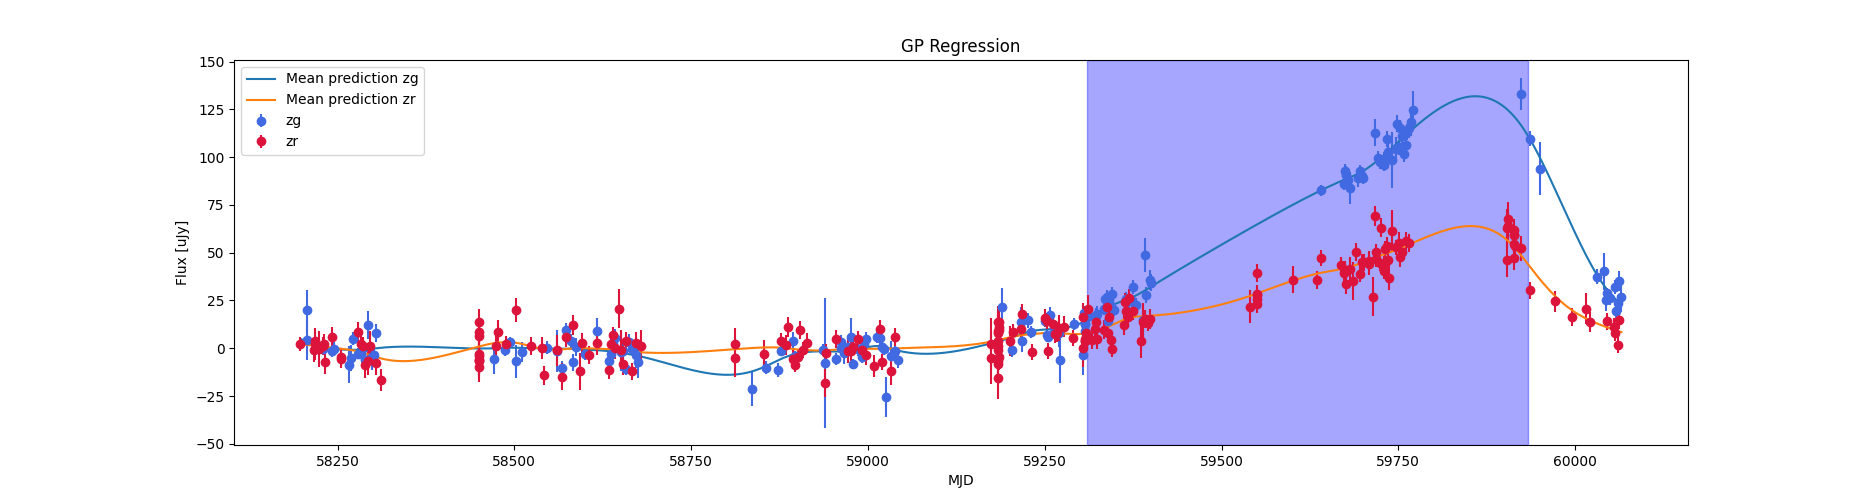 GP Regression
150
125
100
75
50
25
0
−25
−50
Flux [uJy]
Mean prediction zg
Mean prediction zr
zg
zr
58250 58500 58750 59000 59250 59500 59750 60000
MJD